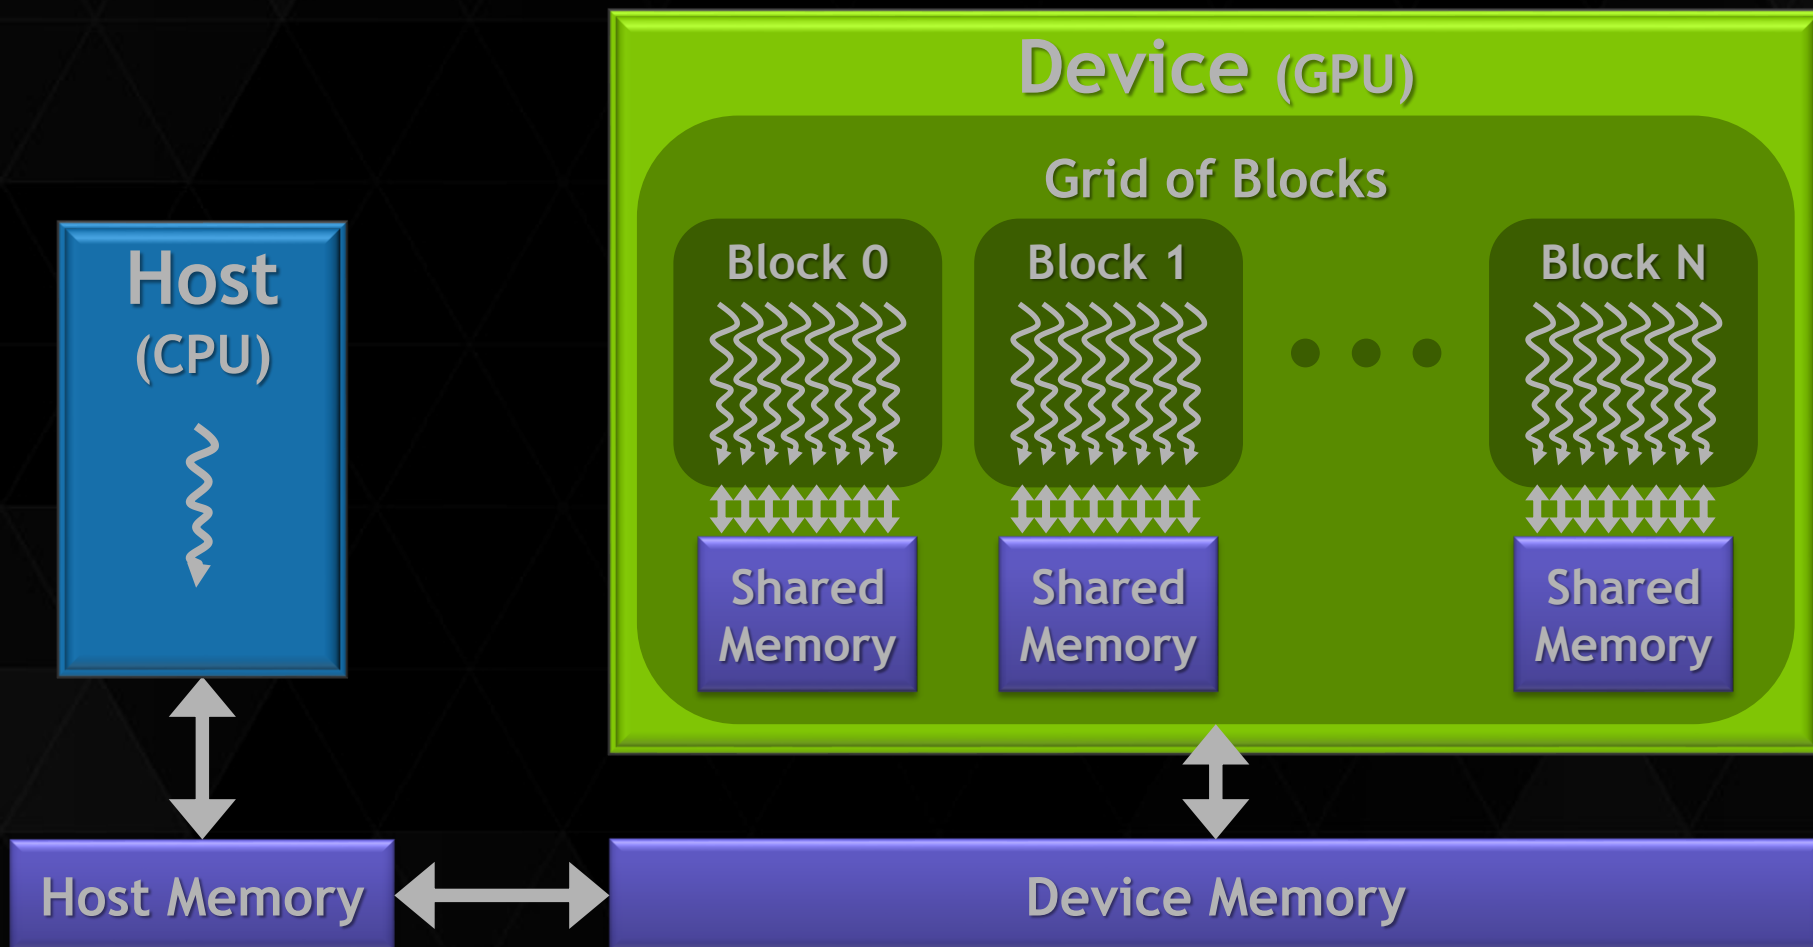 Device (GPU)
Grid of Blocks
Host
(CPU)
Block 0
Block 1
Block N
Shared
Memory
Shared
Memory
Shared
Memory
Host Memory
Device Memory